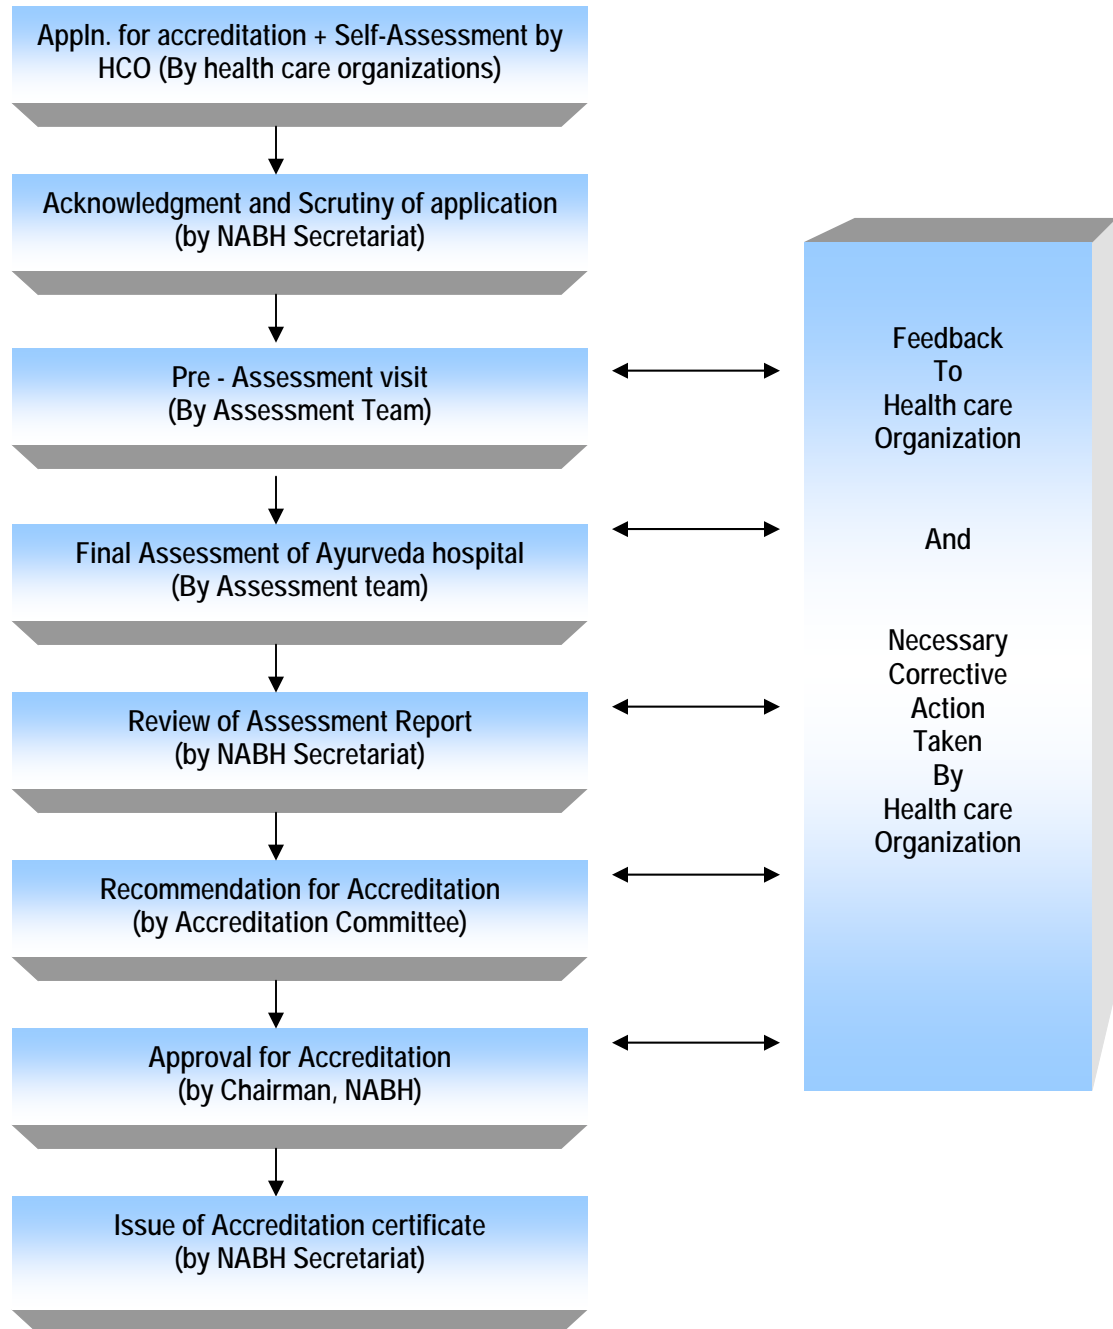 Appln. for accreditation + Self-Assessment by
HCO (By health care organizations)
Acknowledgment and Scrutiny of application
(by NABH Secretariat)
Pre - Assessment visit
(By Assessment Team)
Final Assessment of Ayurveda hospital
(By Assessment team)
Review of Assessment Report
(by NABH Secretariat)
Recommendation for Accreditation
(by Accreditation Committee)
Approval for Accreditation
(by Chairman, NABH)
Issue of Accreditation certificate
(by NABH Secretariat)
Feedback
To
Health care
Organization
And
Necessary
Corrective
Action
Taken
By
Health care
Organization